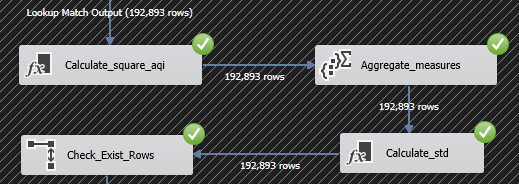 Lookup Match Output (192,893 rows)
Calculate_square_aqi
192,893 rows
Aggregate_measures
192,893 rows
Calculate_std
192,893 rows
Check_Exist_Rows